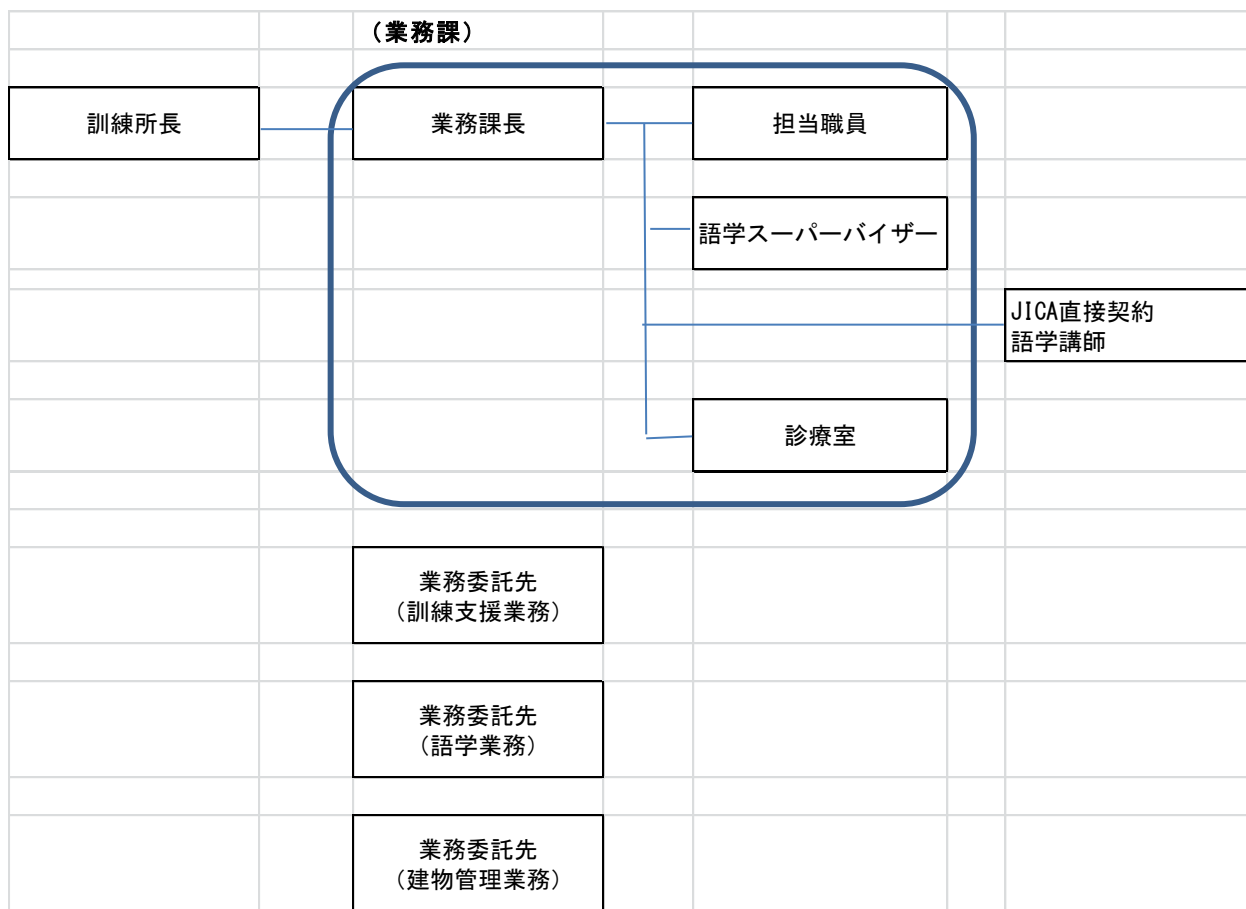 （業務課）
訓練所長
業務課長
担当職員
語学スーパーバイザー
JICA直接契約
語学講師
診療室
業務委託先
（訓練支援業務）
業務委託先
（語学業務）
業務委託先
（建物管理業務）